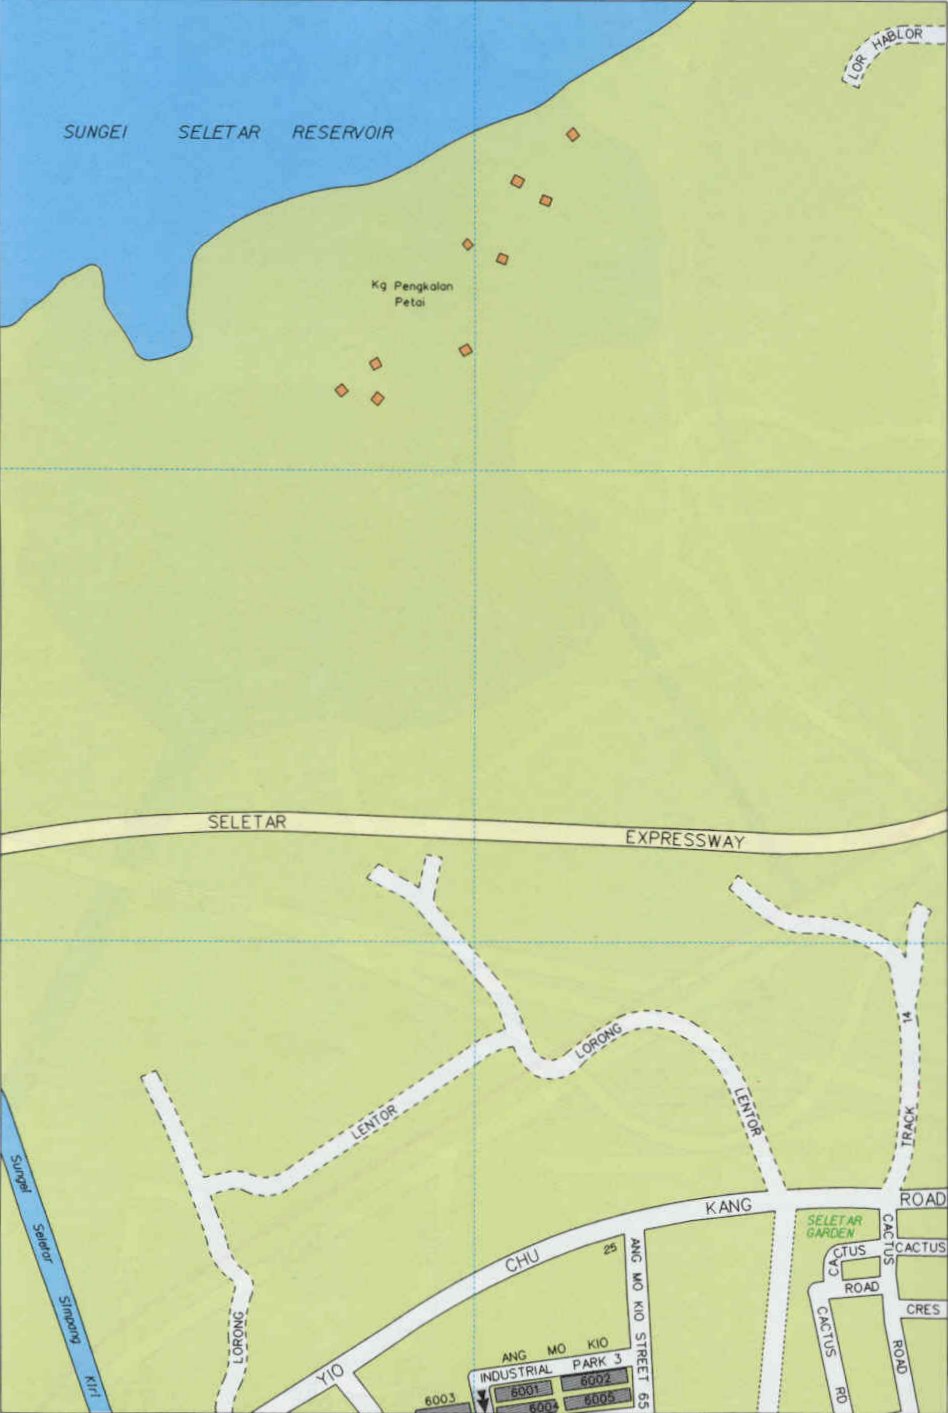 LOR HABLOR
SUNGEI SELETAR RESERVOIR
Kg Pengkalan
Petai
SELETAR EXPRESSWAY
14
LORONG
LENTOR
LENTOR
TRACK
Sungei Seletar Simpang Kiri
KANG
ROAD
SELETAR
GARDEN
CACTUS
CACTUS
CACTUS
ROAD
CRES
CACTUS RD
ROAD
CHU
25
ANG MO KIO STREET 65
LORONG
YIO
ANG MO KIO
INDUSTRIAL PARK 3
6001
6002
6003
6004
6005